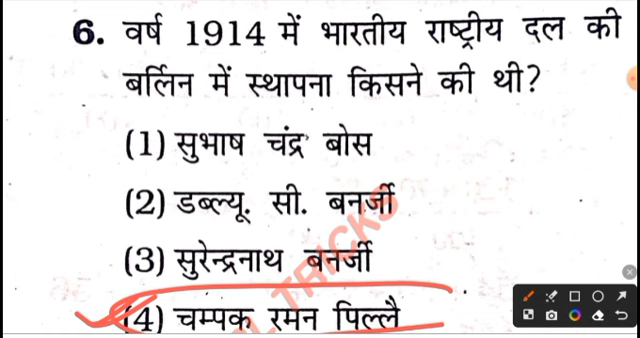 6. वर्ष 1914 में भारतीय राष्ट्रीय दल की
बर्लिन में स्थापना किसने की थी?
(1) सुभाष चंद्र बोस
(2) डब्ल्यू. सी. बनर्जी
(3) सुरेन्द्रनाथ बनर्जी
(4) चम्पक रमन पिल्लै
TRICKS